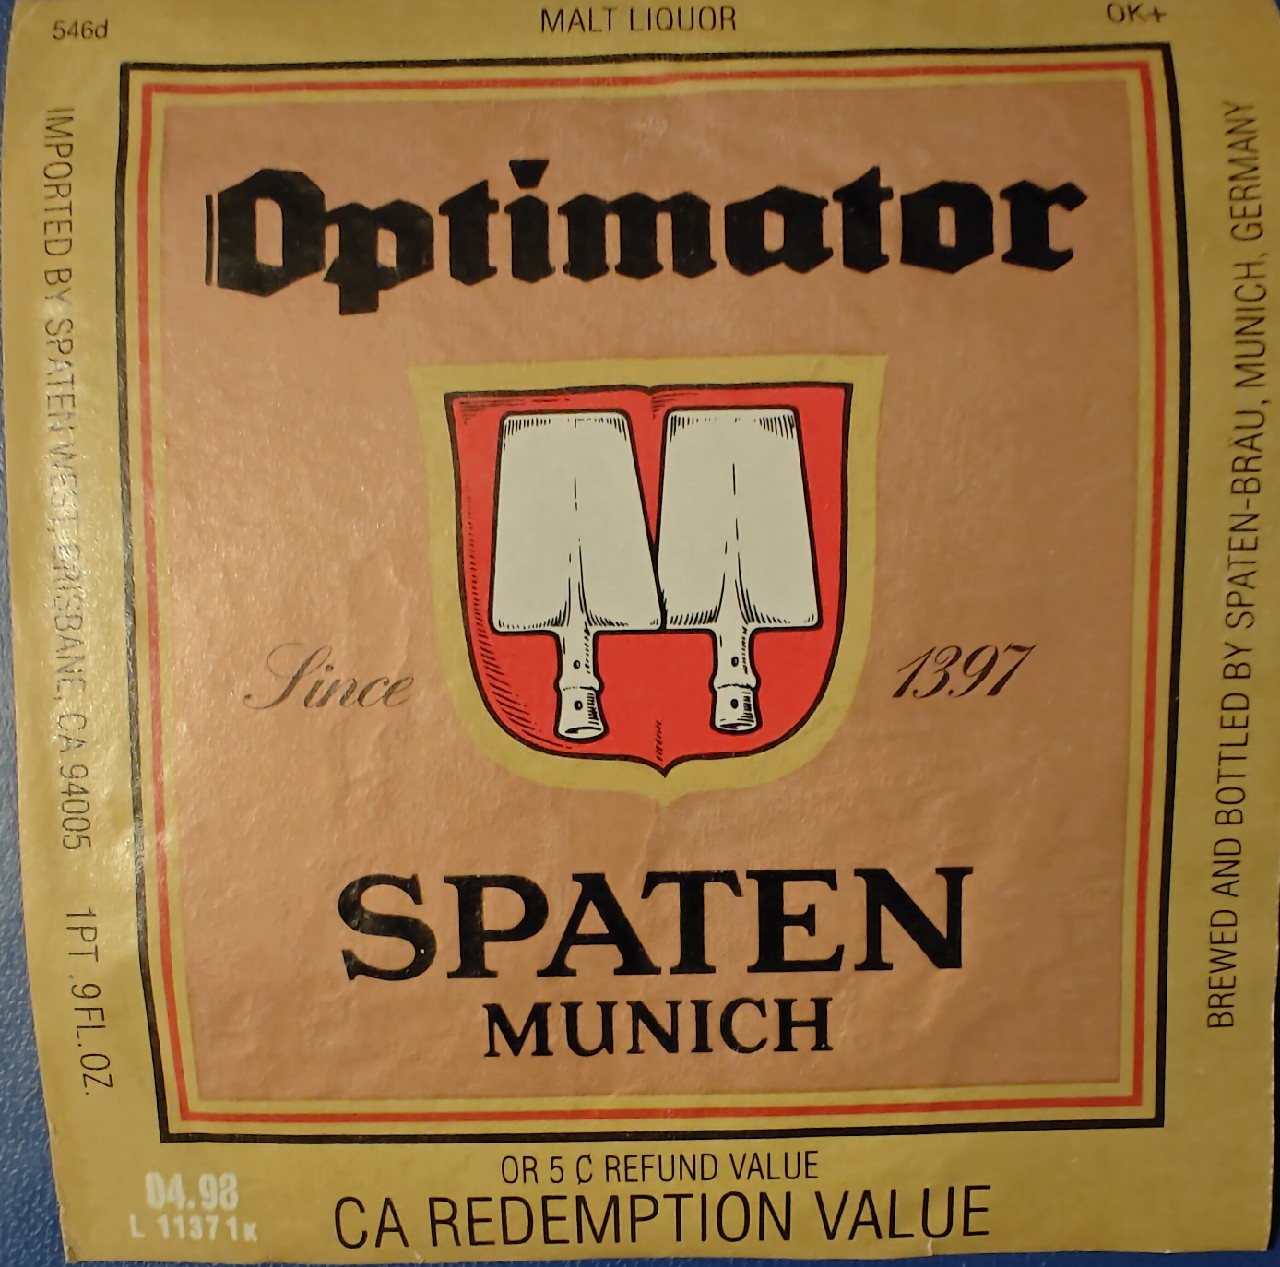 546d
MALT LIQUOR
OK+
IMPORTED BY SPATEN WEST, BRISBANE, CA 94005 1PT .9FL.OZ.
Optimator
Since 1397
SPATEN
MUNICH
BREWED AND BOTTLED BY SPATEN-BRÄU, MUNICH, GERMANY
OR 5 ₵ REFUND VALUE
CA REDEMPTION VALUE
04.98
L 11371K